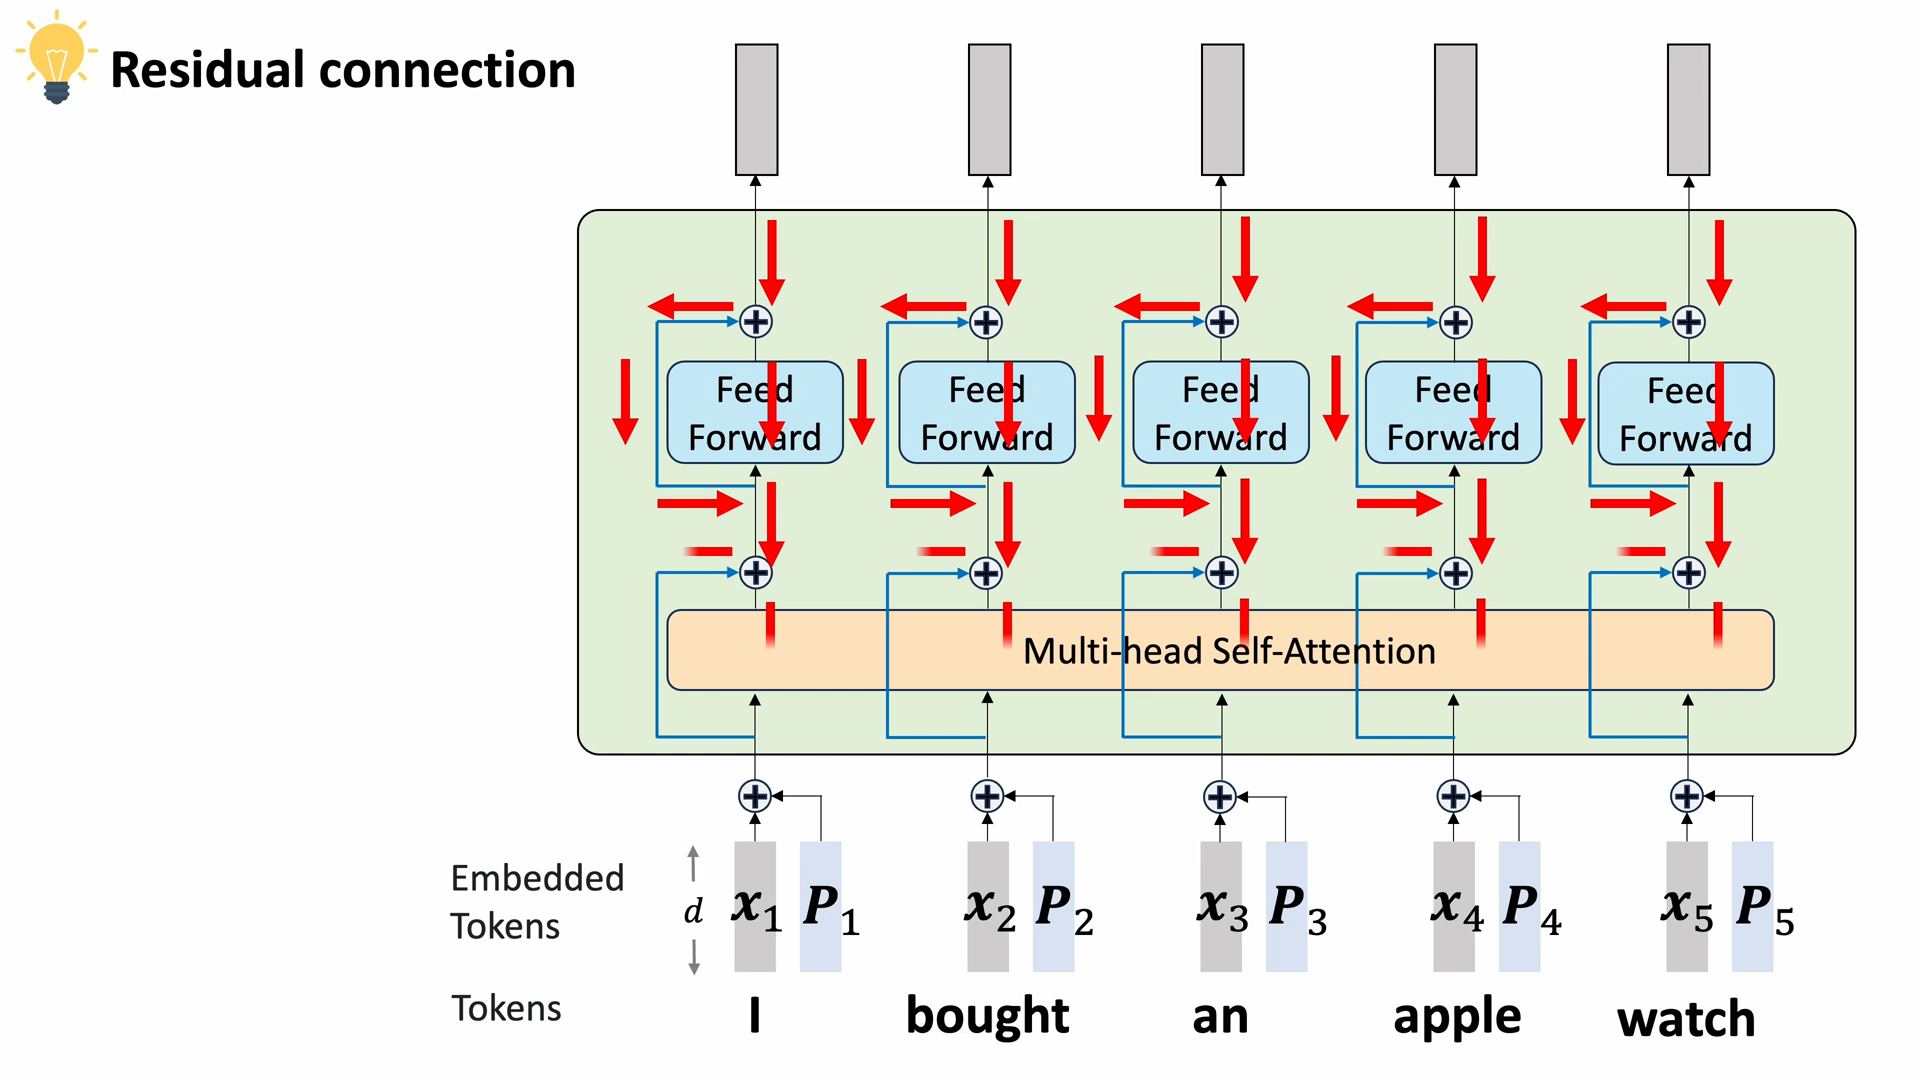 Residual connection
Feed Feed Feed Feed Feed
Forward Forward Forward Forward Forward
Multi-head Self-Attention
Embedded
Tokens
d x₁ P₁ x₂ P₂ x₃ P₃ x₄ P₄ x₅ P₅
Tokens I bought an apple watch